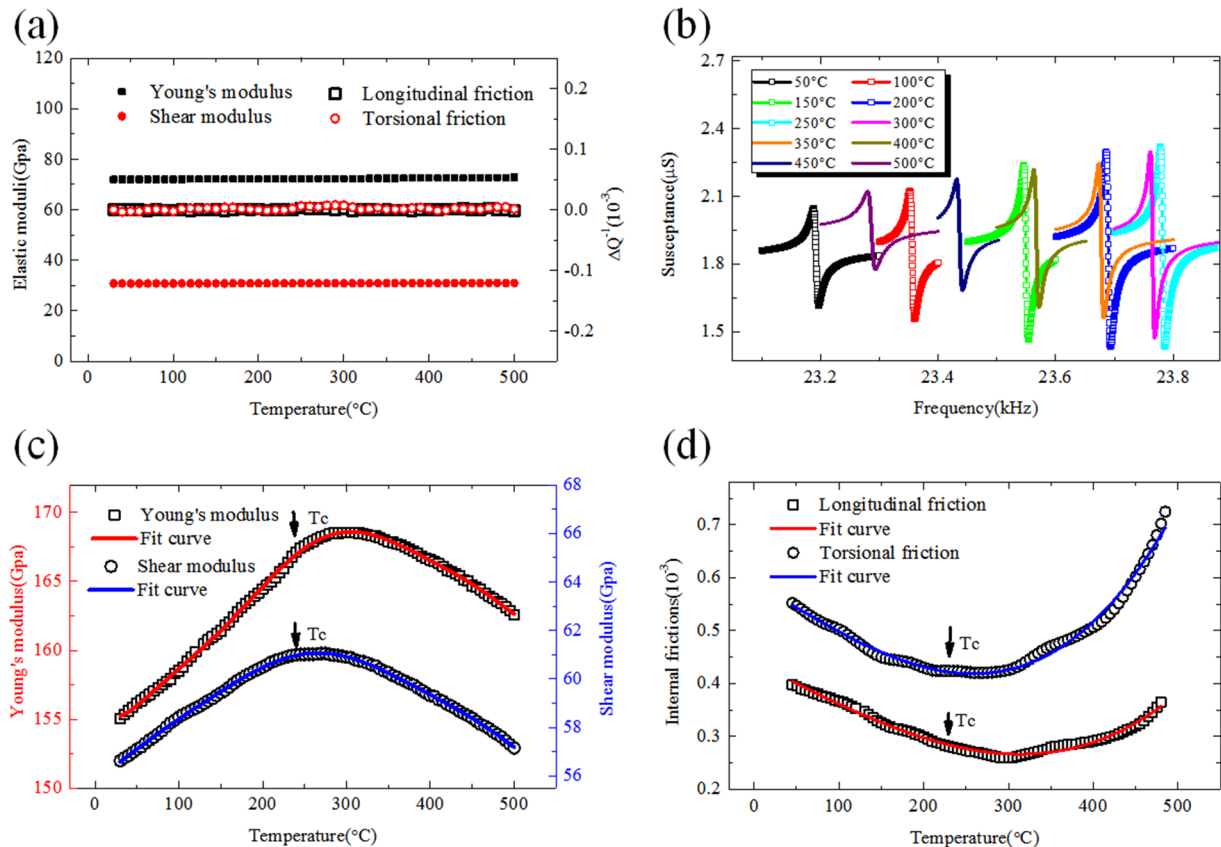 (a)
120
100
80
60
40
20
0
Elastic moduli(Gpa)
Young's modulus
Shear modulus
Longitudinal friction
Torsional friction
0.2
0.1
0.0
-0.1
-0.2
ΔQ⁻¹(10⁻³)
0 100 200 300 400 500
Temperature(°C)
(b)
2.7
2.4
2.1
1.8
1.5
Susceptance(μS)
50°C 100°C
150°C 200°C
250°C 300°C
350°C 400°C
450°C 500°C
23.2 23.4 23.6 23.8
Frequency(kHz)
(c)
170
165
160
155
150
Young's modulus(Gpa)
Young's modulus
Fit curve
Shear modulus
Fit curve
Tc
Tc
68
66
64
62
60
58
56
Shear modulus(Gpa)
0 100 200 300 400 500
Temperature(°C)
(d)
0.7
0.6
0.5
0.4
0.3
0.2
Internal frictions(10⁻³)
Longitudinal friction
Fit curve
Torsional friction
Fit curve
Tc
Tc
0 100 200 300 400 500
Temperature(°C)